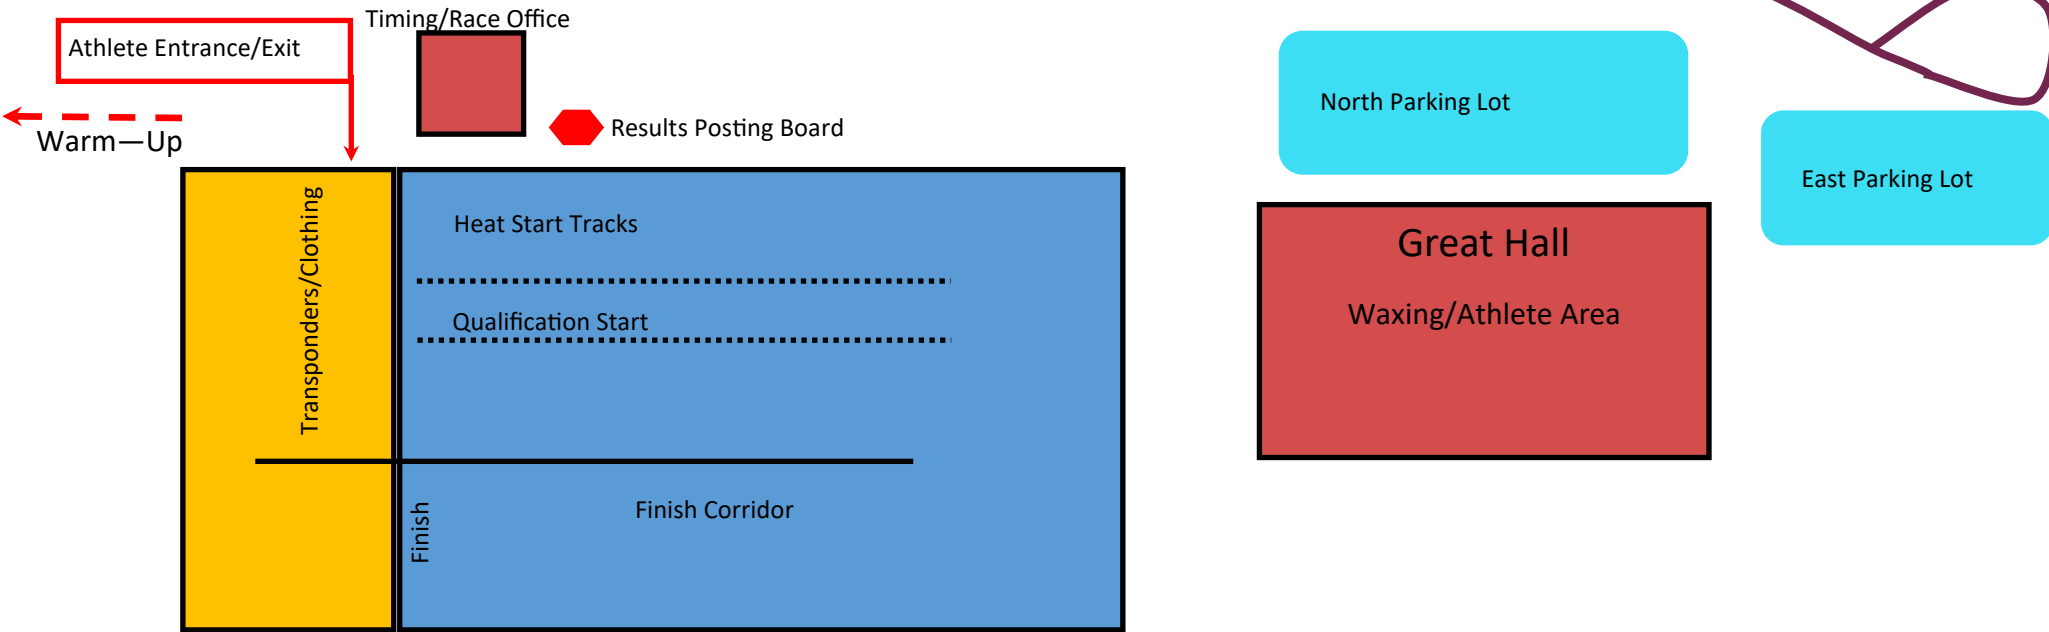 Timing/Race Office
Athlete Entrance/Exit
North Parking Lot
Results Posting Board
Warm—Up
East Parking Lot
Transponders/Clothing
Heat Start Tracks
Great Hall
Waxing/Athlete Area
Qualification Start
Finish
Finish Corridor